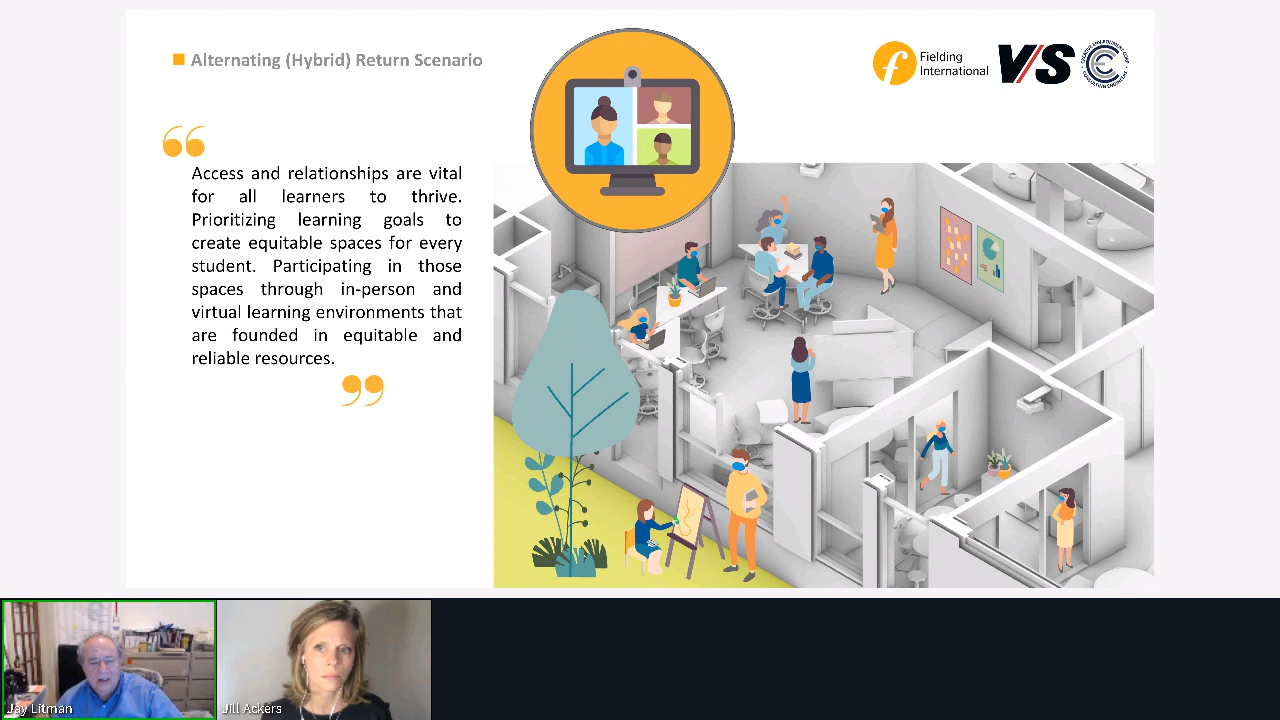 Alternating (Hybrid) Return Scenario
Fielding
International
VS
Access and relationships are vital
for all learners to thrive.
Prioritizing learning goals to
create equitable spaces for every
student. Participating in those
spaces through in-person and
virtual learning environments that
are founded in equitable and
reliable resources.
Jay Litman
Jill Ackers